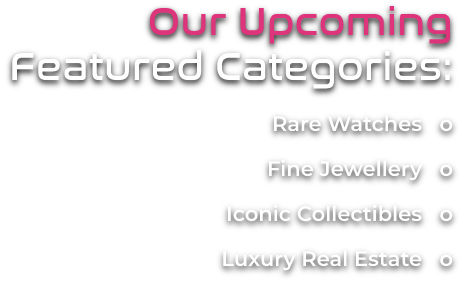 Our Upcoming
Featured Categories:
Rare Watches o
Fine Jewellery o
Iconic Collectibles o
Luxury Real Estate o